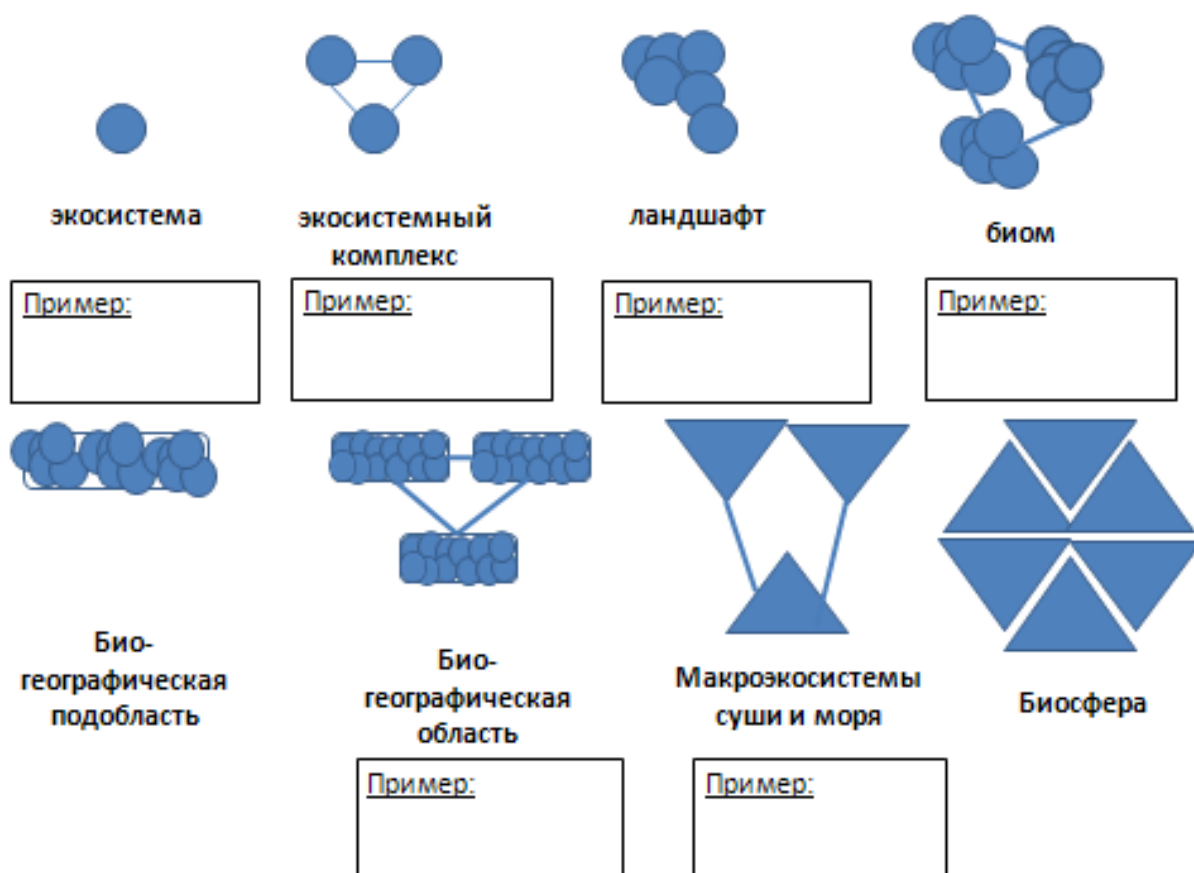 экосистема
экосистемный
комплекс
ландшафт
биом
Пример:
Пример:
Пример:
Пример:
Био-
географическая
подобласть
Био-
географическая
область
Макроэкосистемы
суши и моря
Биосфера
Пример:
Пример: